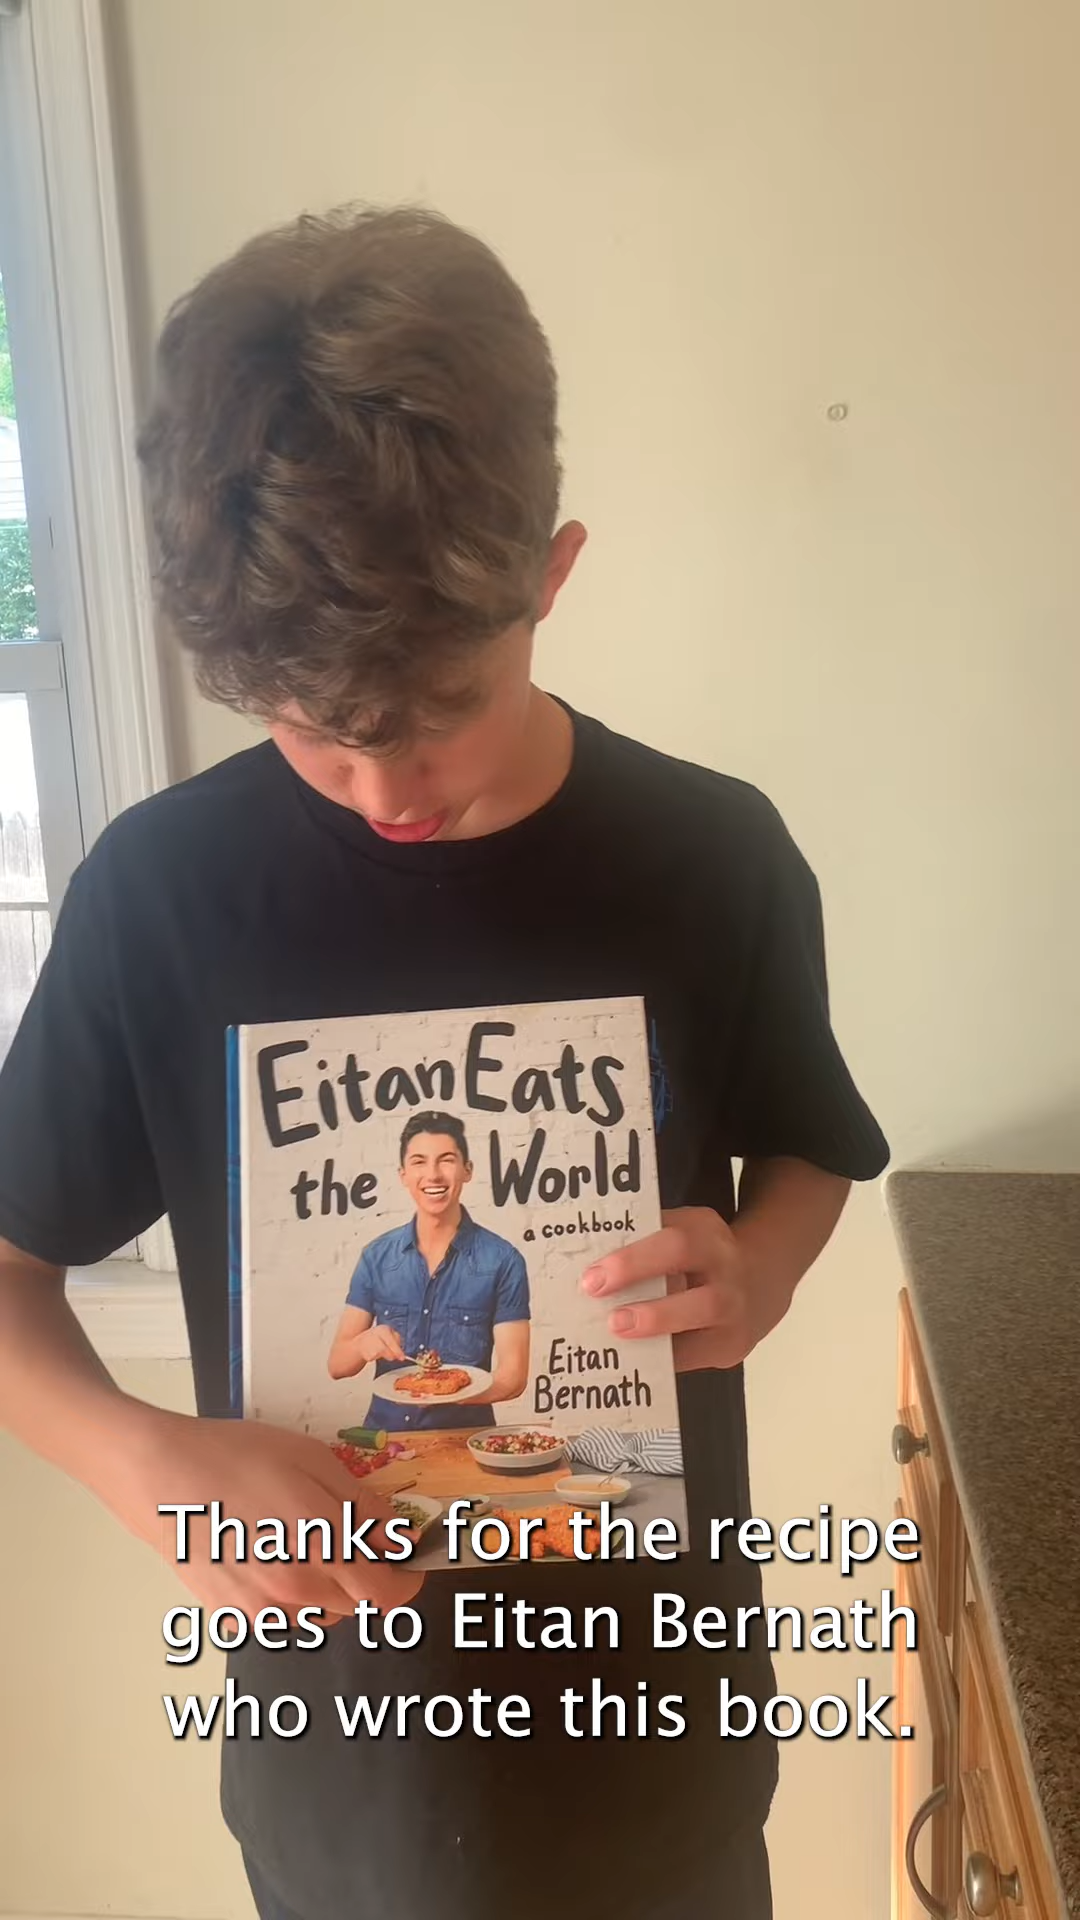 Eitan Eats
the World
a cookbook
Eitan
Bernath
Thanks for the recipe
goes to Eitan Bernath
who wrote this book.